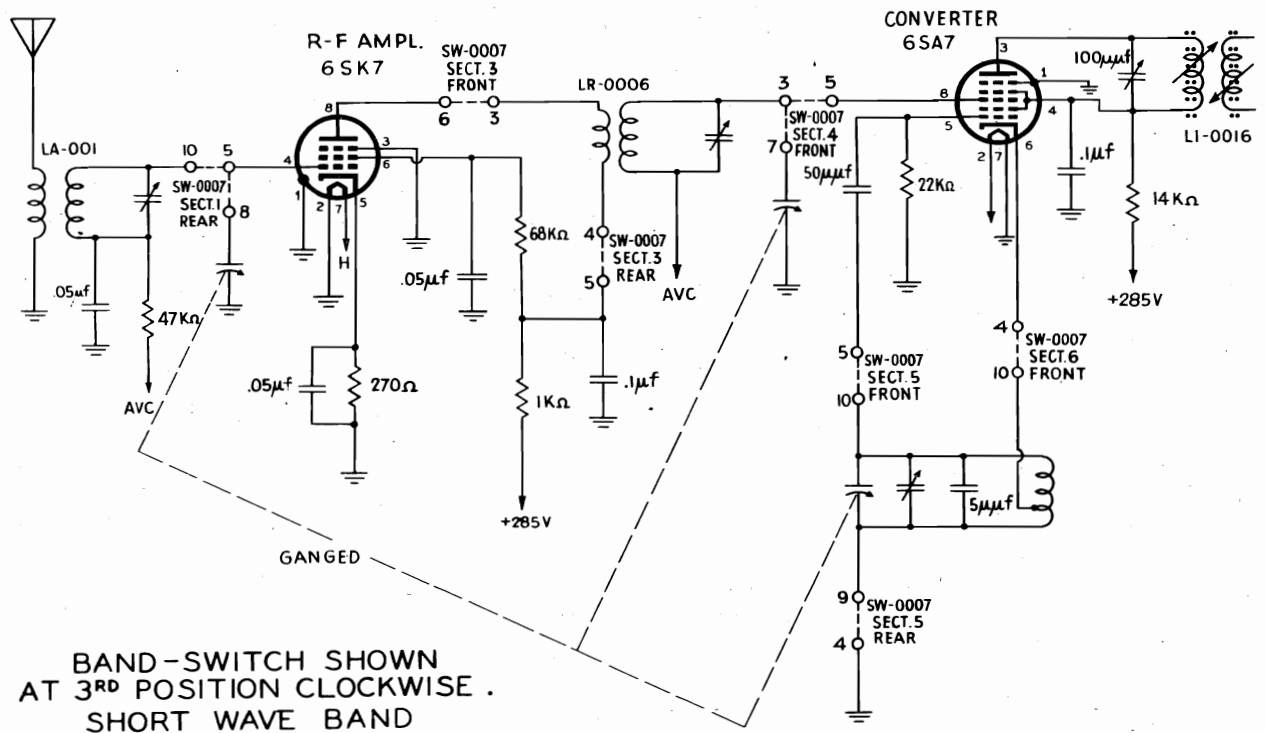 CONVERTER
6SA7
R-F AMPL.
6SK7
SW-0007
SECT. 3
FRONT
6
3
8
3
6
4
1
2
7
5
H
LA-001
10
5
SW-0007
SECT.1
REAR
8
.05µf
47KΩ
AVC
.05µf
270Ω
.05µf
68KΩ
1KΩ
+285V
4
SW-0007
SECT.3
REAR
5
.1µf
LR-0006
AVC
3
5
SW-0007
SECT.4
FRONT
7
3
8
5
1
4
2
7
6
50µµf
22KΩ
100µµf
LI-0016
.1µf
14KΩ
+285V
5
SW-0007
SECT.5
FRONT
10
4
SW-0007
SECT.6
FRONT
10
5µµf
9
SW-0007
SECT.5
REAR
4
GANGED
BAND-SWITCH SHOWN
AT 3RD POSITION CLOCKWISE.
SHORT WAVE BAND